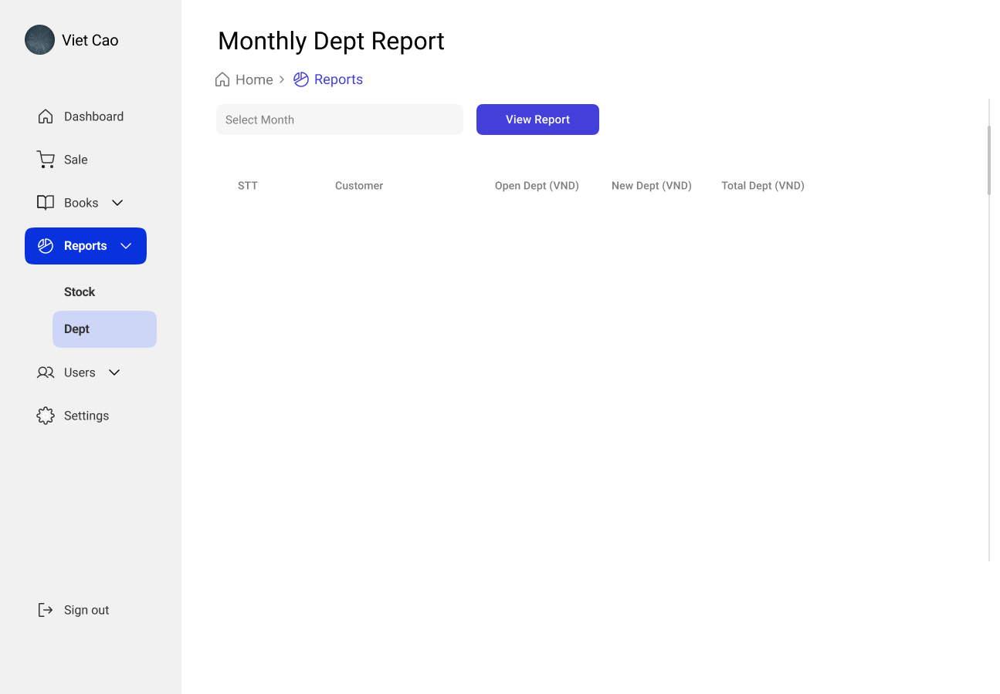 Viet Cao
Dashboard
Sale
Books
Reports
Stock
Dept
Users
Settings
Sign out
Monthly Dept Report
Home > Reports
Select Month
View Report
STT Customer Open Dept (VND) New Dept (VND) Total Dept (VND)